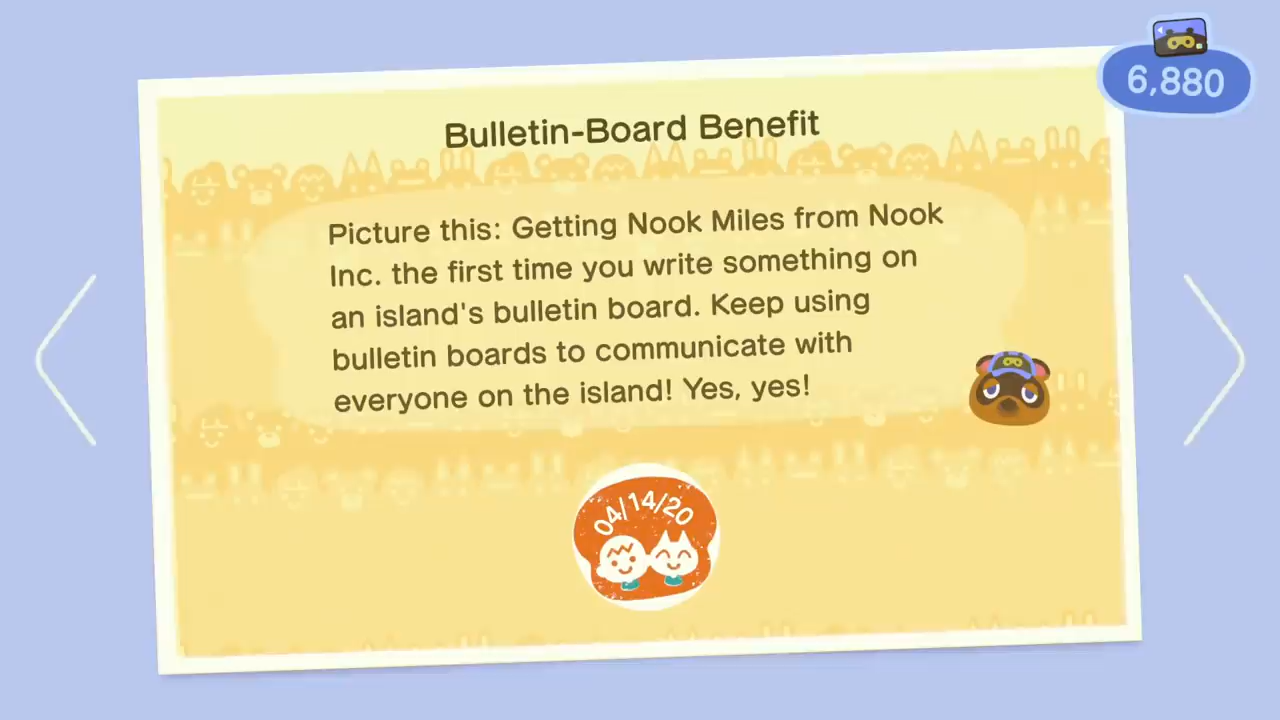 6,880
Bulletin-Board Benefit
Picture this: Getting Nook Miles from Nook
Inc. the first time you write something on
an island's bulletin board. Keep using
bulletin boards to communicate with
everyone on the island! Yes, yes!
04/14/20